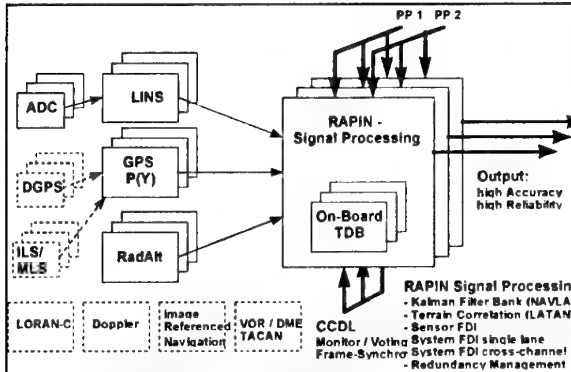 PP 1 PP 2
ADC
LINS
RAPIN -
Signal Processing
GPS
P(Y)
DGPS
Output:
high Accuracy
high Reliability
On-Board
TDB
ILS/
MLS
RadAlt
RAPIN Signal Processin
- Kalman Filter Bank (NAVLA
- Terrain Correlation (LATAN
- Sensor FDI
- System FDI single lane
- System FDI cross-channel
- Redundancy Management
CCDL
Monitor / Voting
Frame-Synchro
LORAN-C
Doppler
Image
Referenced
Navigation
VOR / DME
TACAN